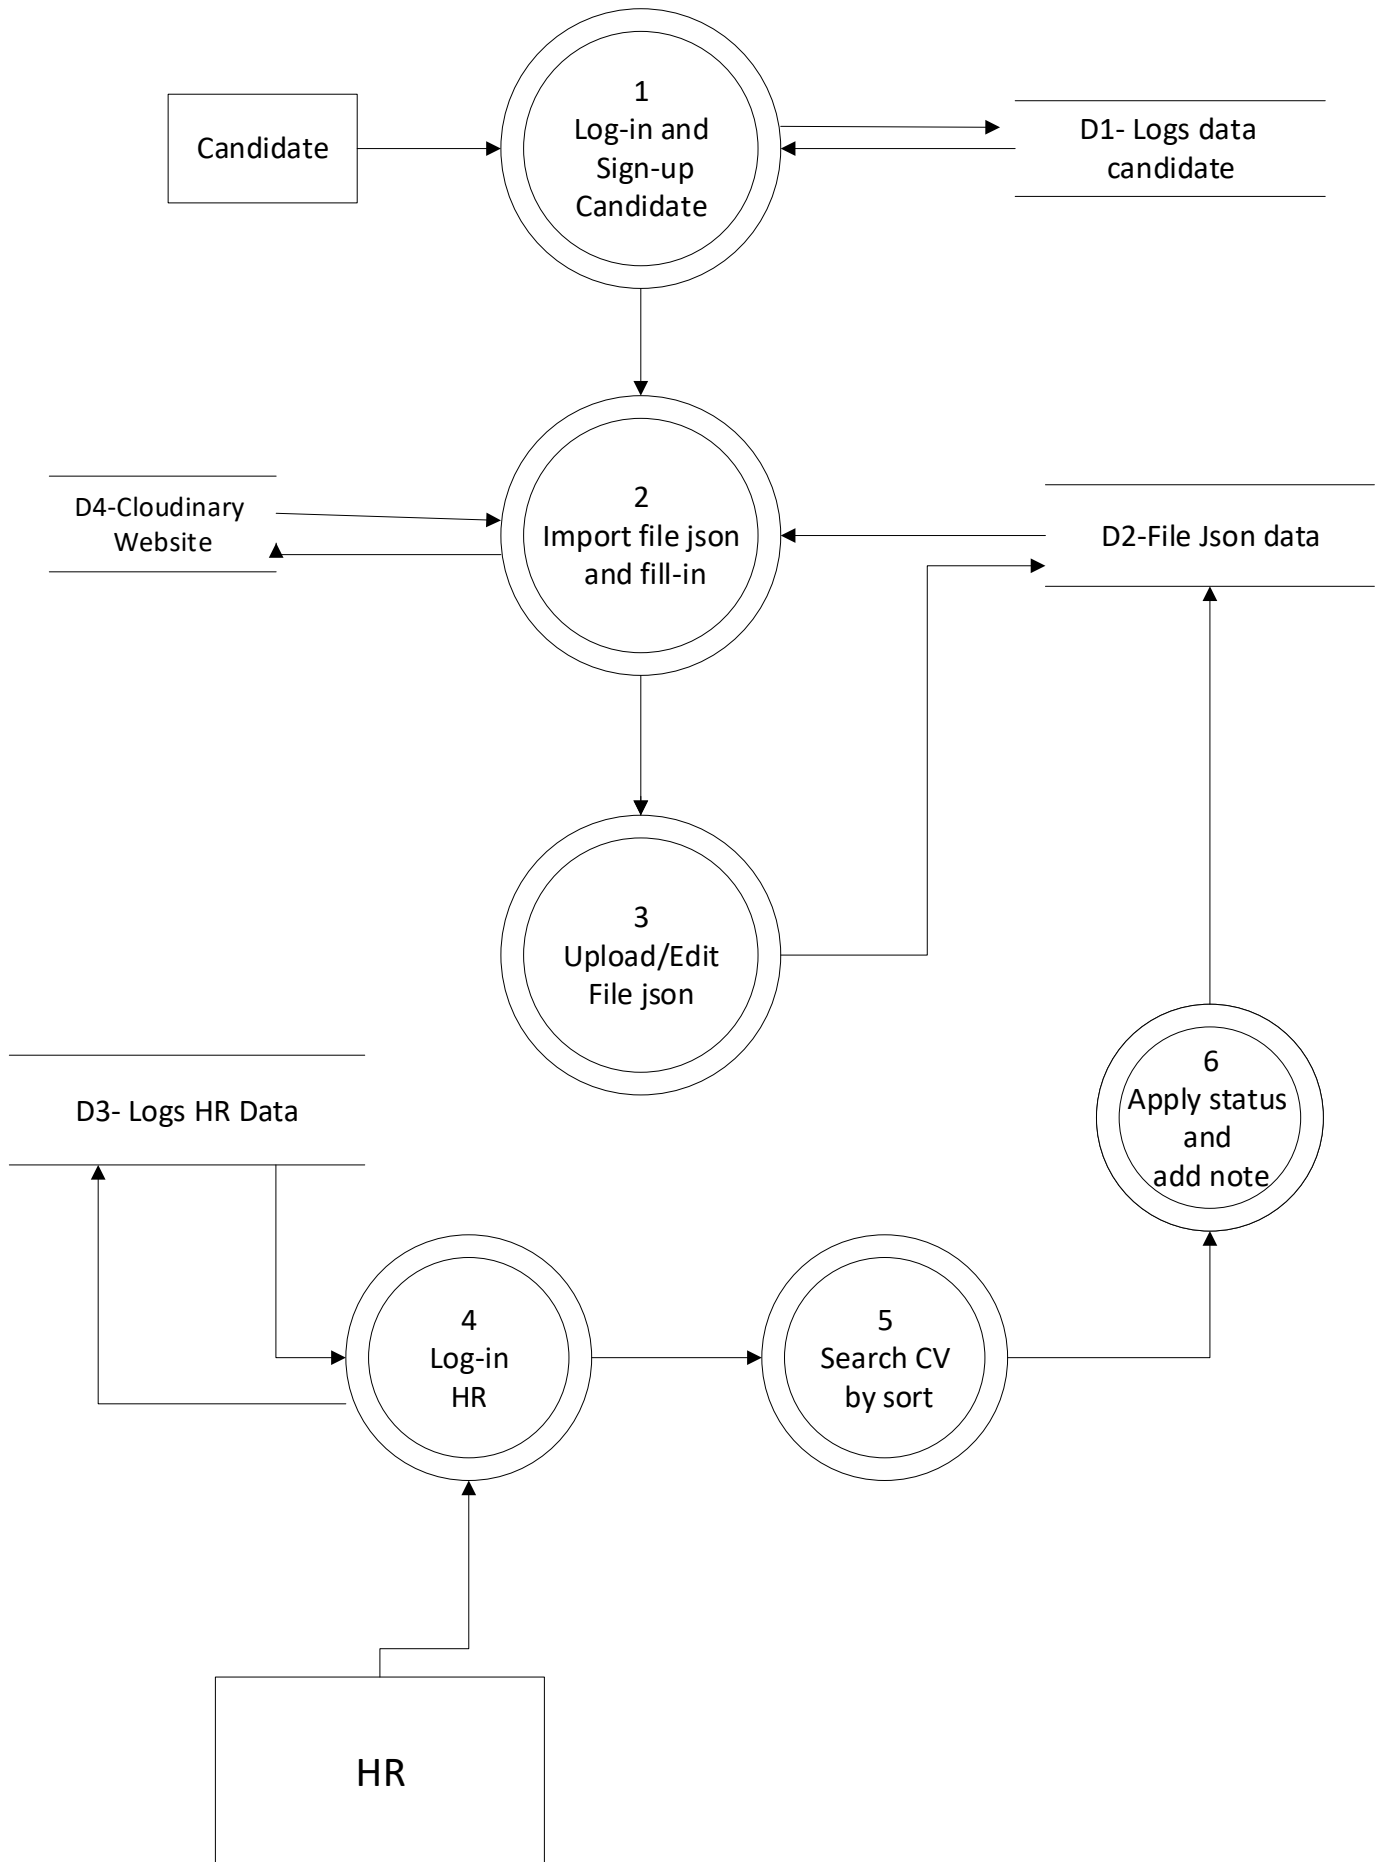 1
Log-in and
Sign-up
Candidate
Candidate
D1- Logs data
candidate
D4-Cloudinary
Website
2
Import file json
and fill-in
D2-File Json data
3
Upload/Edit
File json
D3- Logs HR Data
6
Apply status
and
add note
4
Log-in
HR
5
Search CV
by sort
HR